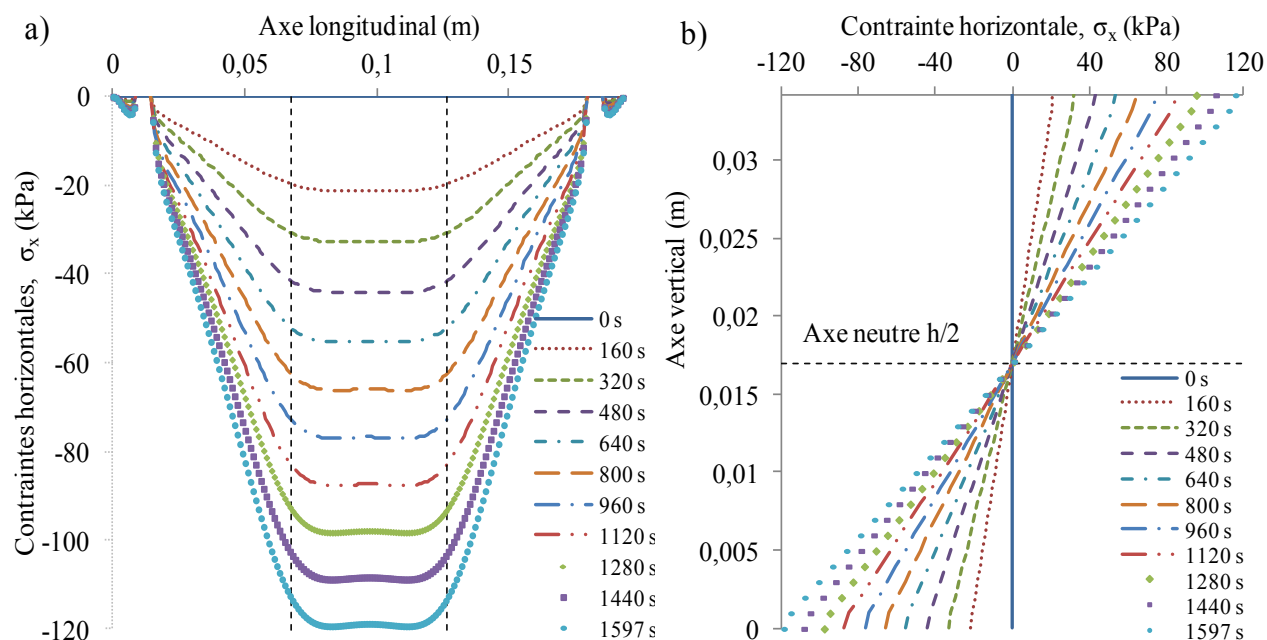 a)
Axe longitudinal (m)
0
0,05
0,1
0,15
0
-20
-40
-60
-80
-100
-120
Contraintes horizontales, σx (kPa)
0 s
160 s
320 s
480 s
640 s
800 s
960 s
1120 s
1280 s
1440 s
1597 s
b)
Contrainte horizontale, σx (kPa)
-120
-80
-40
0
40
80
120
Axe vertical (m)
0,03
0,025
0,02
0,015
0,01
0,005
0
Axe neutre h/2
0 s
160 s
320 s
480 s
640 s
800 s
960 s
1120 s
1280 s
1440 s
1597 s